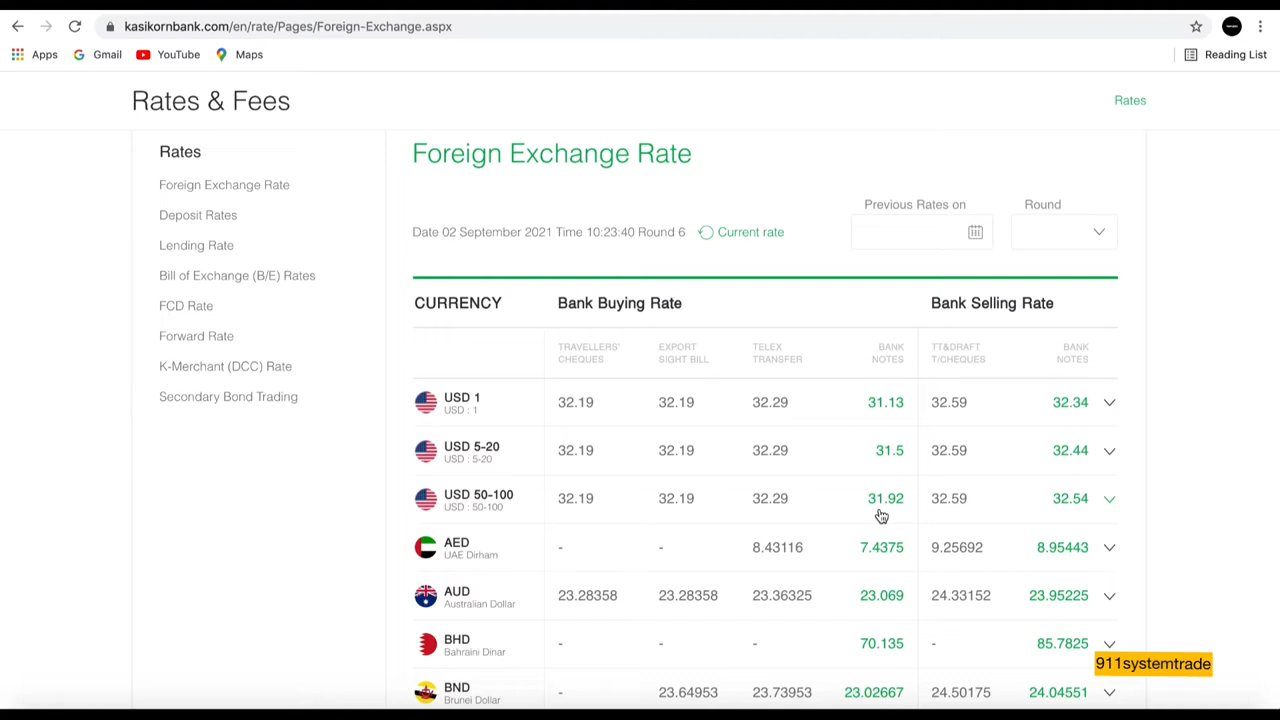 kasikornbank.com/en/rate/Pages/Foreign-Exchange.aspx
Apps Gmail YouTube Maps Reading List
Rates & Fees Rates
Rates
Foreign Exchange Rate
Deposit Rates
Lending Rate
Bill of Exchange (B/E) Rates
FCD Rate
Forward Rate
K-Merchant (DCC) Rate
Secondary Bond Trading
Foreign Exchange Rate
Previous Rates on Round
Date 02 September 2021 Time 10:23:40 Round 6 Current rate
CURRENCY Bank Buying Rate Bank Selling Rate
TRAVELLERS' EXPORT TELEX BANK TT&DRAFT BANK
CHEQUES SIGHT BILL TRANSFER NOTES T/CHEQUES NOTES
USD 1 32.19 32.19 32.29 31.13 32.59 32.34
USD : 1
USD 5-20 32.19 32.19 32.29 31.5 32.59 32.44
USD : 5-20
USD 50-100 32.19 32.19 32.29 31.92 32.59 32.54
USD : 50-100
AED - - 8.43116 7.4375 9.25692 8.95443
UAE Dirham
AUD 23.28358 23.28358 23.36325 23.069 24.33152 23.95225
Australian Dollar
BHD - - - 70.135 - 85.7825
Bahraini Dinar
911systemtrade
BND - 23.64953 23.73953 23.02667 24.50175 24.04551
Brunei Dollar